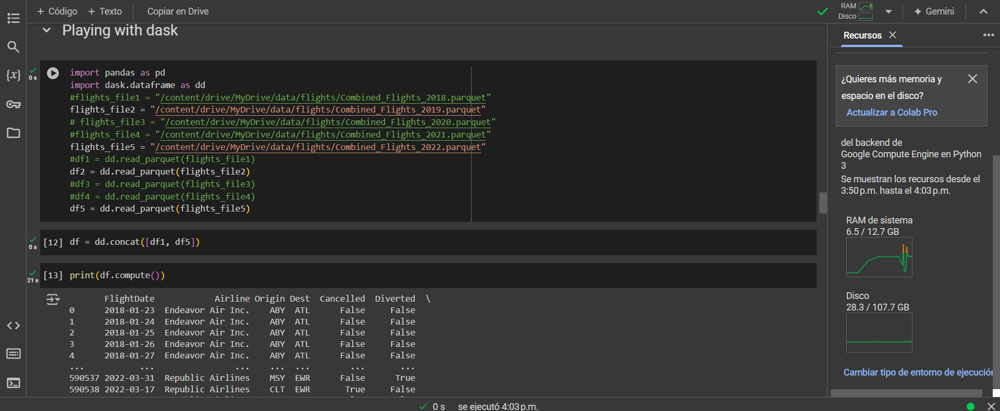 + Código + Texto Copiar en Drive
RAM
Disco
Gemini
Playing with dask
0 s
import pandas as pd
import dask.dataframe as dd
#flights_file1 = "/content/drive/MyDrive/data/flights/Combined_Flights_2018.parquet"
flights_file2 = "/content/drive/MyDrive/data/flights/Combined_Flights_2019.parquet"
# flights_file3 = "/content/drive/MyDrive/data/flights/Combined_Flights_2020.parquet"
#flights_file4 = "/content/drive/MyDrive/data/flights/Combined_Flights_2021.parquet"
flights_file5 = "/content/drive/MyDrive/data/flights/Combined_Flights_2022.parquet"
#df1 = dd.read_parquet(flights_file1)
df2 = dd.read_parquet(flights_file2)
#df3 = dd.read_parquet(flights_file3)
#df4 = dd.read_parquet(flights_file4)
df5 = dd.read_parquet(flights_file5)
0 s
[12] df = dd.concat([df1, df5])
21 s
[13] print(df.compute())
FlightDate Airline Origin Dest Cancelled Diverted \
0 2018-01-23 Endeavor Air Inc. ABY ATL False False
1 2018-01-24 Endeavor Air Inc. ABY ATL False False
2 2018-01-25 Endeavor Air Inc. ABY ATL False False
3 2018-01-26 Endeavor Air Inc. ABY ATL False False
4 2018-01-27 Endeavor Air Inc. ABY ATL False False
... ... ... ... ... ... ...
590537 2022-03-31 Republic Airlines MSY EWR False True
590538 2022-03-17 Republic Airlines CLT EWR True False
Recursos
¿Quieres más memoria y
espacio en el disco?
Actualizar a Colab Pro
del backend de
Google Compute Engine en Python
3
Se muestran los recursos desde el
3:50 p.m. hasta el 4:03 p.m.
RAM de sistema
6.5 / 12.7 GB
Disco
28.3 / 107.7 GB
Cambiar tipo de entorno de ejecución
0 s se ejecutó 4:03 p.m.